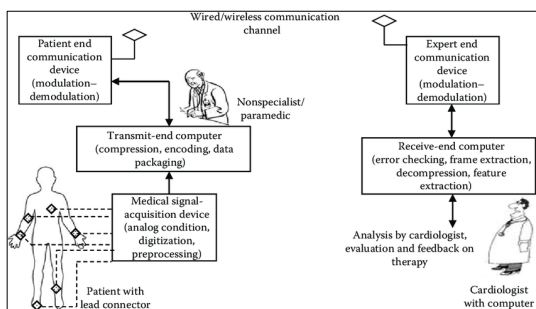 Wired/wireless communication
channel
Patient end
communication
device
(modulation–
demodulation)
Expert end
communication
device
(modulation–
demodulation)
Nonspecialist/
paramedic
Transmit-end computer
(compression, encoding, data
packaging)
Receive-end computer
(error checking, frame extraction,
decompression, feature
extraction)
Medical signal-
acquisition device
(analog condition,
digitization,
preprocessing)
Analysis by cardiologist,
evaluation and feedback on
therapy
Patient with
lead connector
Cardiologist
with computer